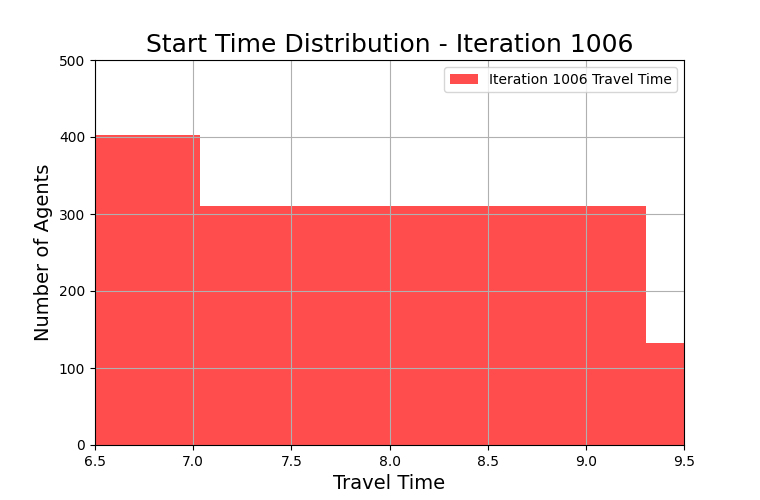 Start Time Distribution - Iteration 1006
500
400
300
200
100
0
Number of Agents
Iteration 1006 Travel Time
6.5 7.0 7.5 8.0 8.5 9.0 9.5
Travel Time